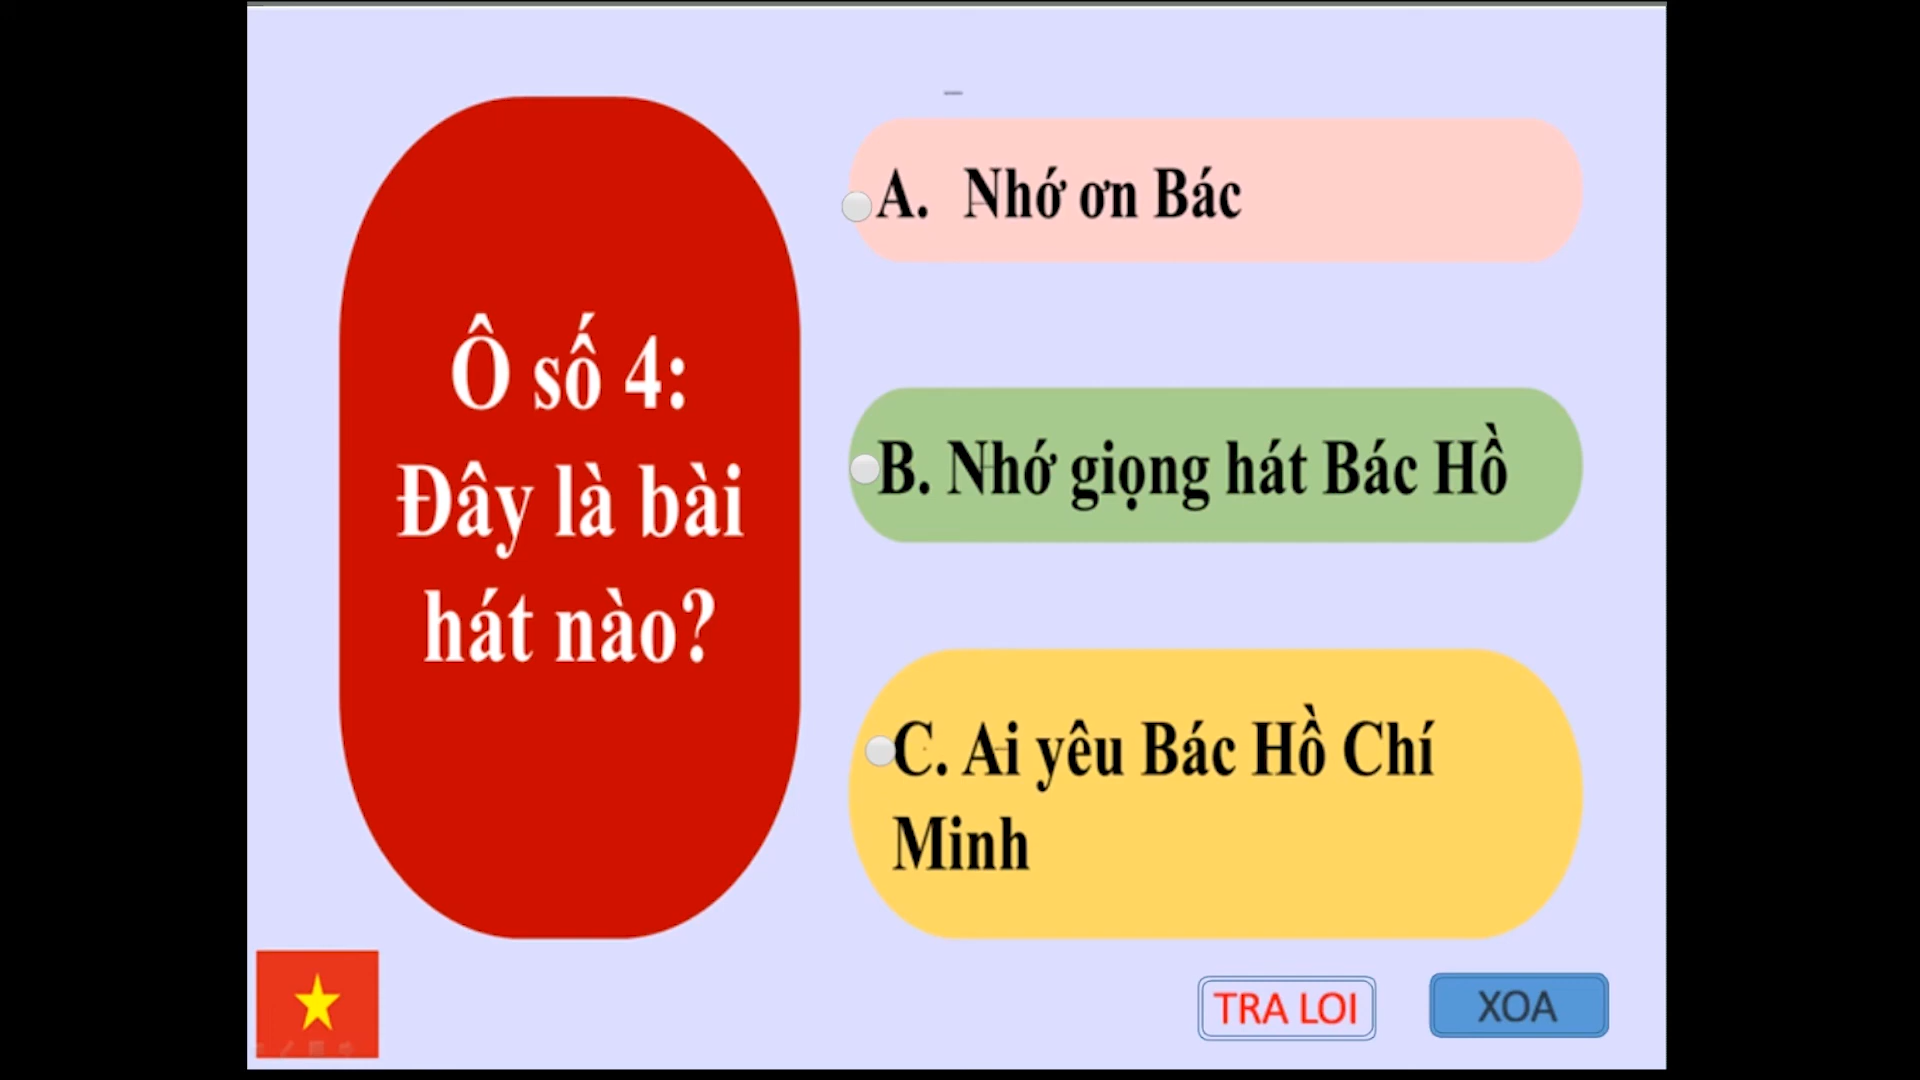 Ô số 4:
Đây là bài
hát nào?
A. Nhớ ơn Bác
B. Nhớ giọng hát Bác Hồ
C. Ai yêu Bác Hồ Chí
Minh
TRA LOI
XOA